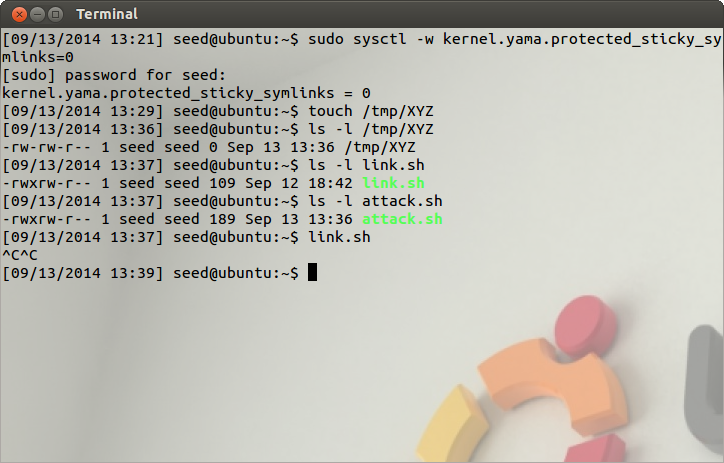 Terminal
[09/13/2014 13:21] seed@ubuntu:~$ sudo sysctl -w kernel.yama.protected_sticky_sy
mlinks=0
[sudo] password for seed:
kernel.yama.protected_sticky_symlinks = 0
[09/13/2014 13:29] seed@ubuntu:~$ touch /tmp/XYZ
[09/13/2014 13:36] seed@ubuntu:~$ ls -l /tmp/XYZ
-rw-rw-r-- 1 seed seed 0 Sep 13 13:36 /tmp/XYZ
[09/13/2014 13:37] seed@ubuntu:~$ ls -l link.sh
-rwxrw-r-- 1 seed seed 109 Sep 12 18:42 link.sh
[09/13/2014 13:37] seed@ubuntu:~$ ls -l attack.sh
-rwxrw-r-- 1 seed seed 189 Sep 13 13:36 attack.sh
[09/13/2014 13:37] seed@ubuntu:~$ link.sh
^C^C
[09/13/2014 13:39] seed@ubuntu:~$